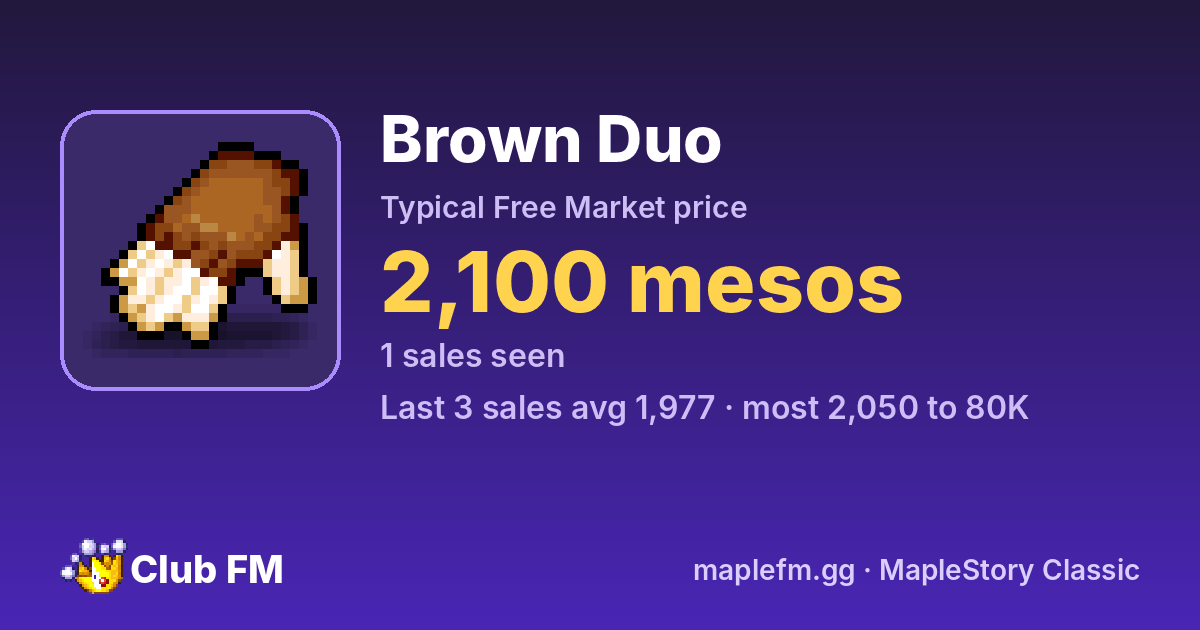 Brown Duo
Typical Free Market price
2,100 mesos
1 sales seen
Last 3 sales avg 1,977 · most 2,050 to 80K
Club FM
maplefm.gg · MapleStory Classic